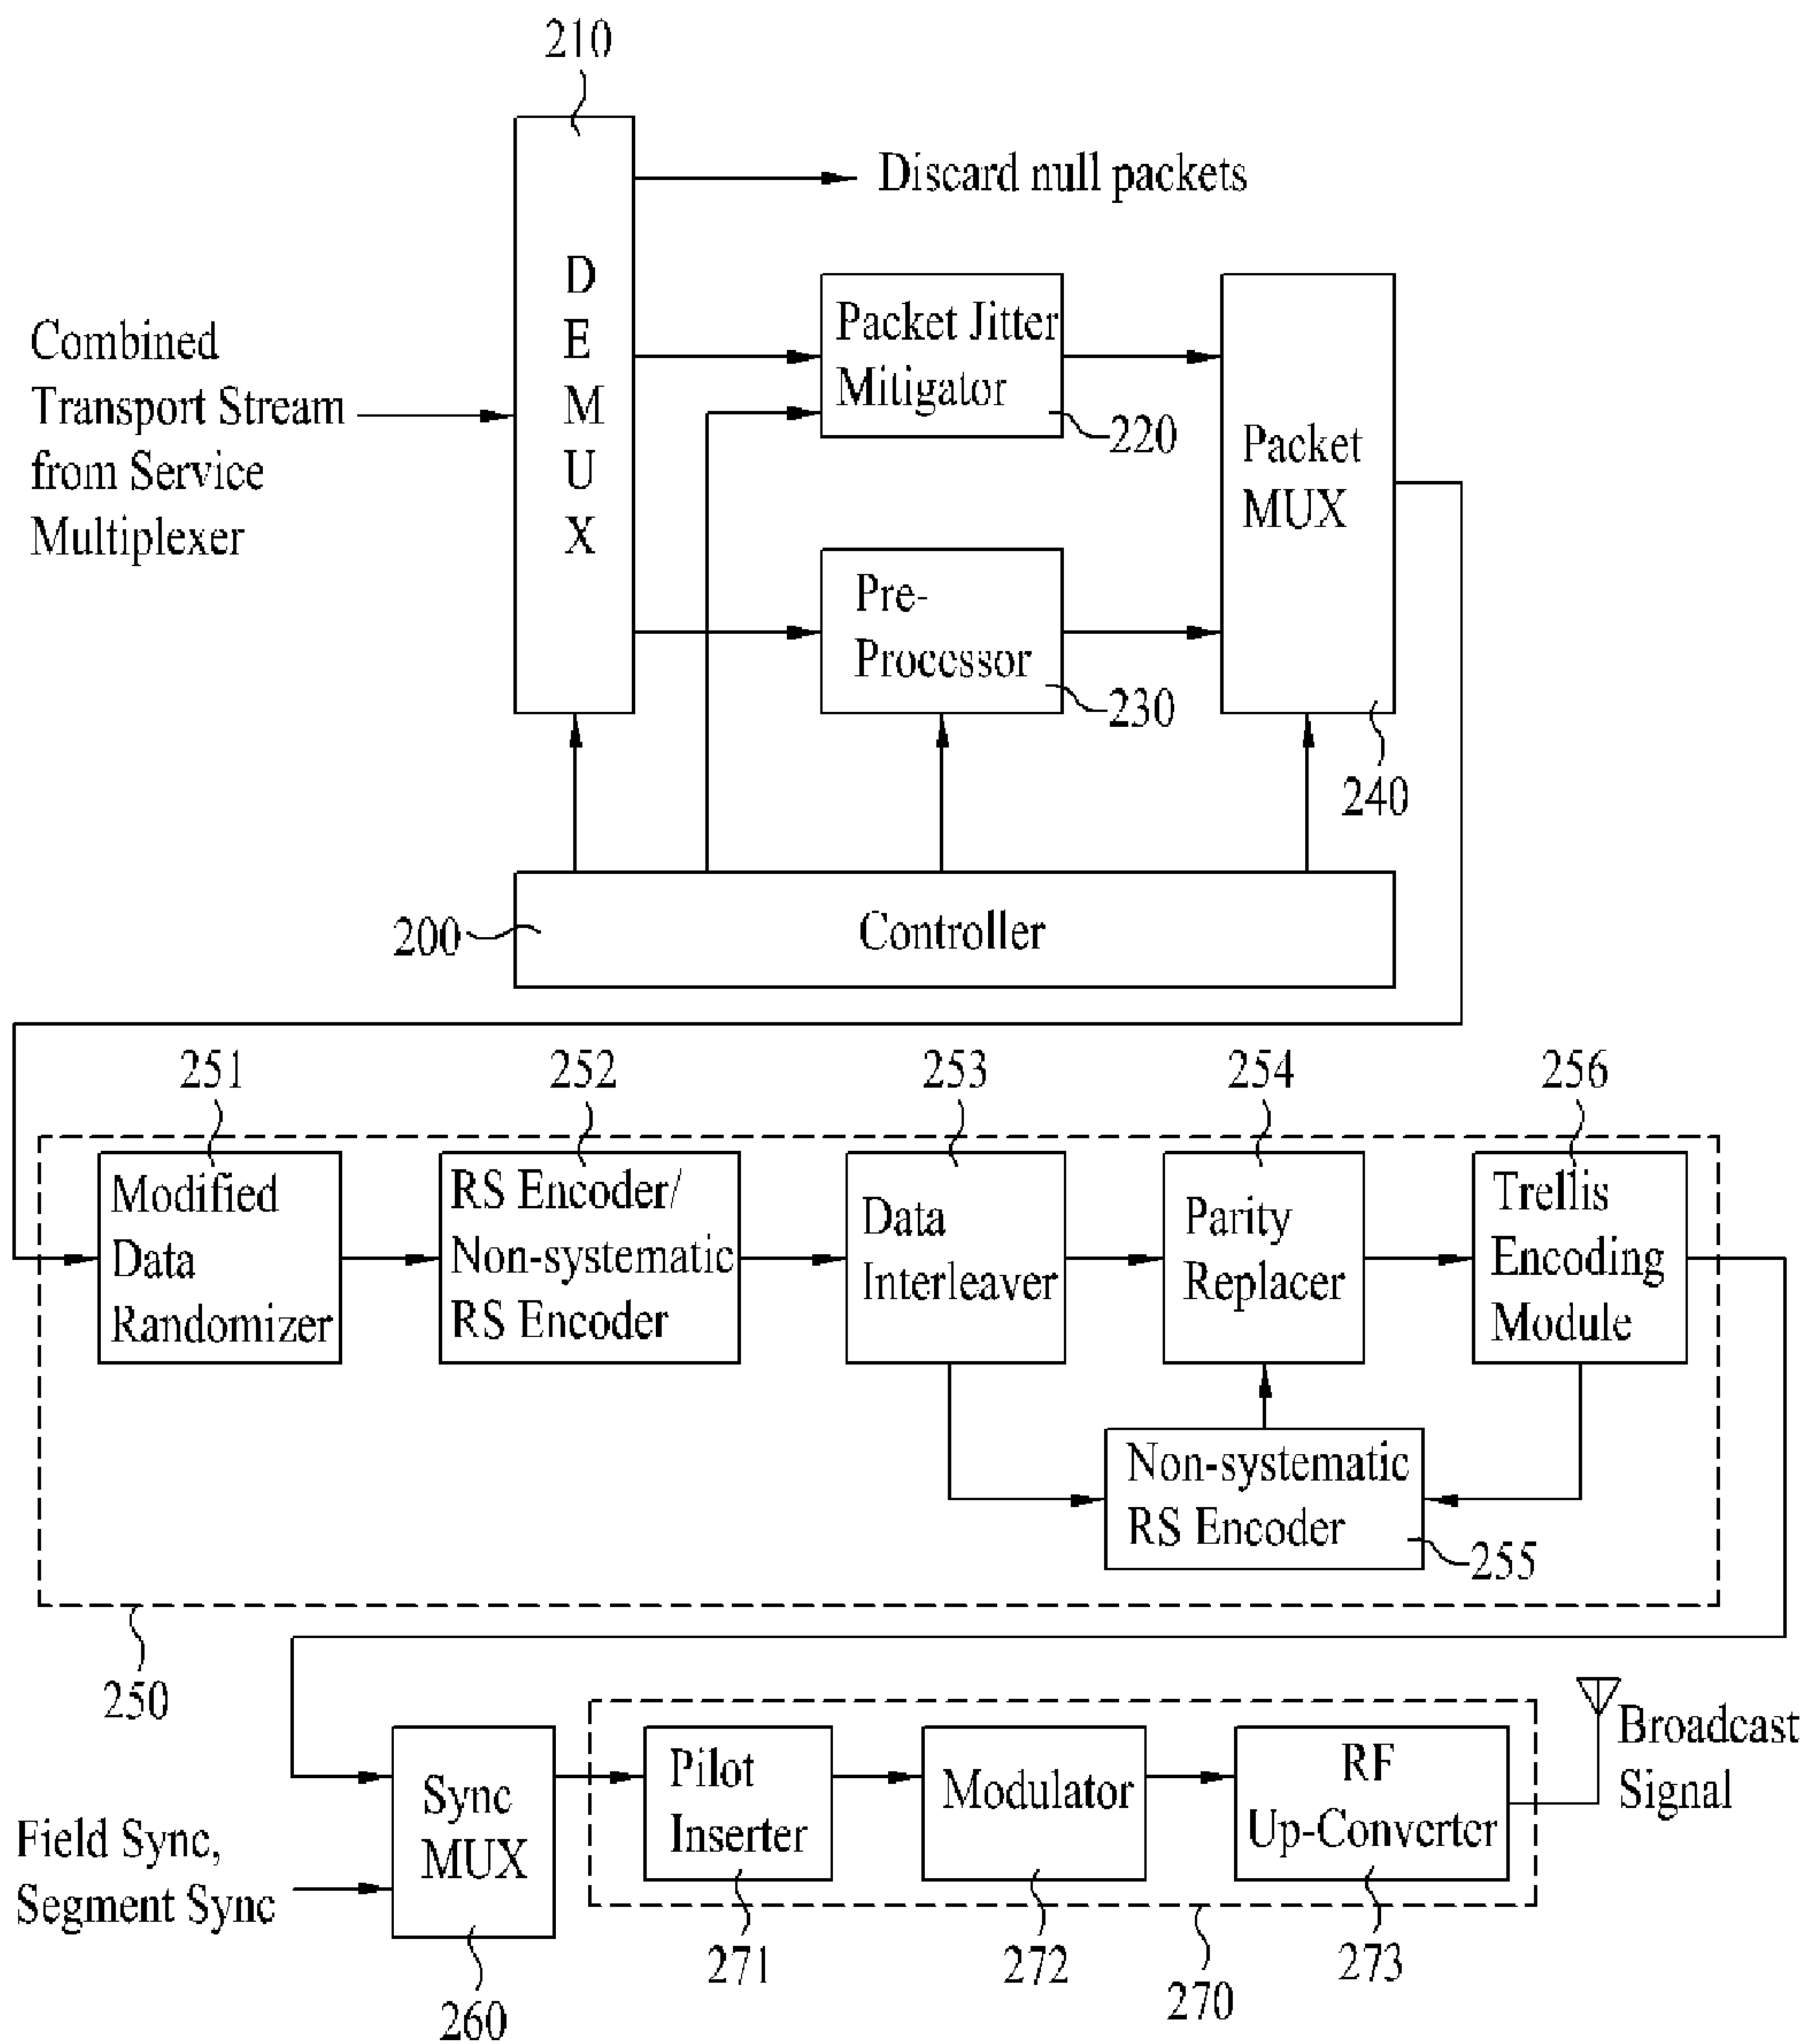 210
Discard null packets
D
E
M
U
X
Combined
Transport Stream
from Service
Multiplexer
Packet Jitter
Mitigator
220
Packet
MUX
Pre-
Processor
230
240
200
Controller
251
252
253
254
256
Modified
Data
Randomizer
RS Encoder/
Non-systematic
RS Encoder
Data
Interleaver
Parity
Replacer
Trellis
Encoding
Module
Non-systematic
RS Encoder
255
250
Broadcast
Signal
Sync
MUX
Pilot
Inserter
Modulator
RF
Up-Converter
Field Sync,
Segment Sync
260
271
272
270
273